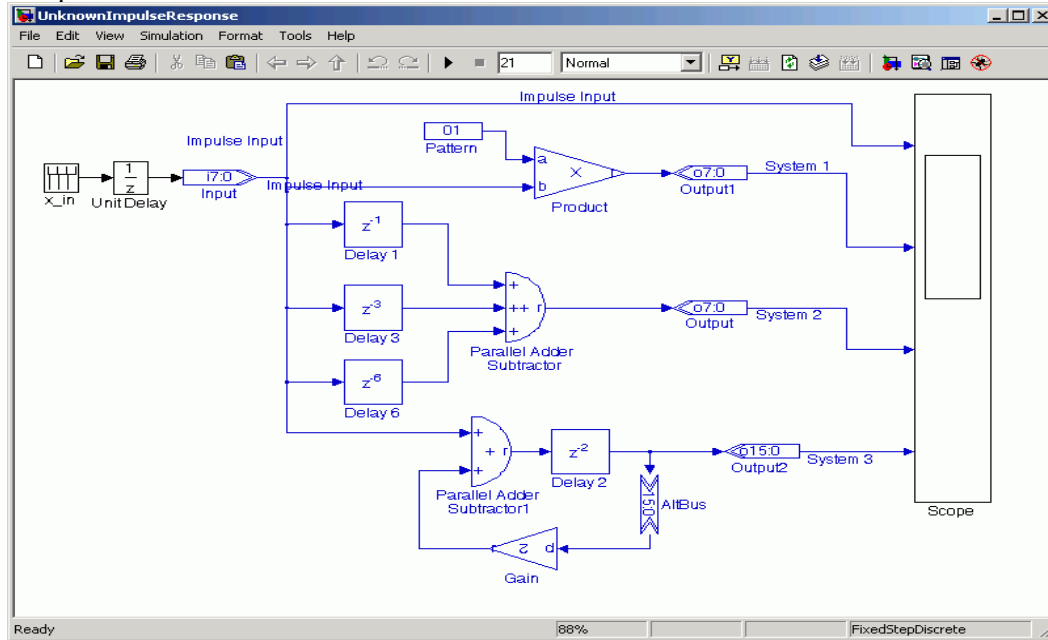 UnknownImpulseResponse
File Edit View Simulation Format Tools Help
21 Normal
Impulse Input
01
Pattern
Impulse Input
a
b
x
r
Product
o7:0
Output1
System 1
x_in
1
z
Unit Delay
i7:0
Input
Impulse Input
z-1
Delay 1
z-3
Delay 3
z-6
Delay 6
+
++ r
+
Parallel Adder
Subtractor
o7:0
Output
System 2
+
+ r
+
Parallel Adder
Subtractor1
z-2
Delay 2
o15:0
Output2
System 3
15:0
AltBus
2 d
Gain
Scope
Ready 88% FixedStepDiscrete